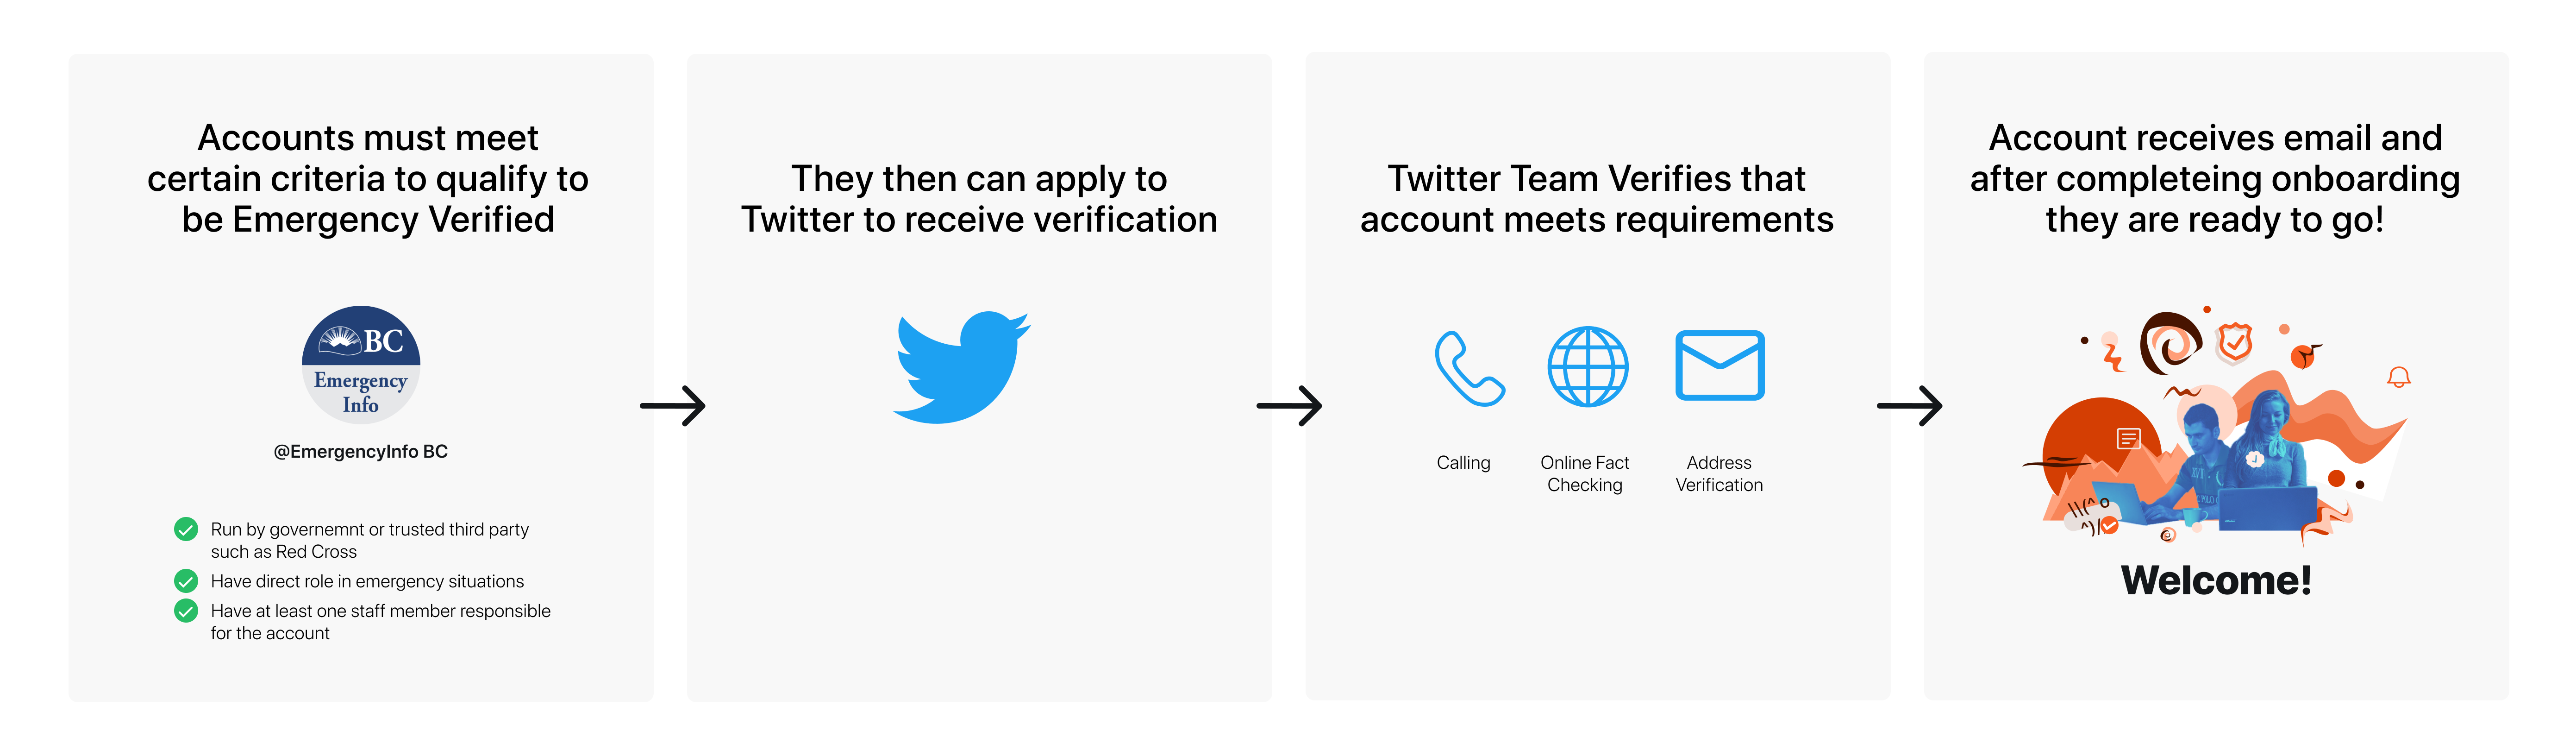 Accounts must meet
certain criteria to qualify to
be Emergency Verified
BC
Emergency
Info
@EmergencyInfo BC
Run by governemnt or trusted third party
such as Red Cross
Have direct role in emergency situations
Have at least one staff member responsible
for the account
They then can apply to
Twitter to receive verification
Twitter Team Verifies that
account meets requirements
Calling
Online Fact
Checking
Address
Verification
Account receives email and
after completeing onboarding
they are ready to go!
Welcome!